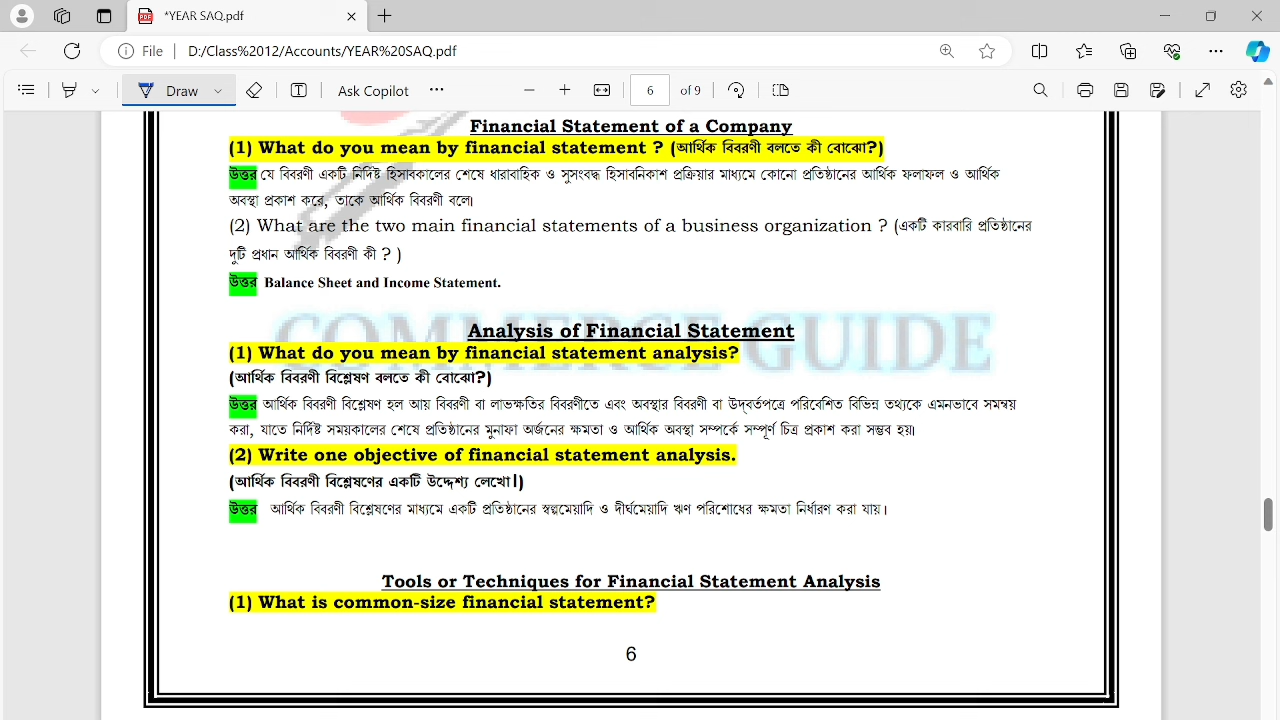 *YEAR SAQ.pdf
File | D:/Class%2012/Accounts/YEAR%20SAQ.pdf
Draw
Ask Copilot
6 of 9
Financial Statement of a Company
(1) What do you mean by financial statement ? (আর্থিক বিবরণী বলতে কী বোঝো?)
উত্তর যে বিবরণী একটি নির্দিষ্ট হিসাবকালের শেষে ধারাবাহিক ও সুসংবদ্ধ হিসাবনিকাশ প্রক্রিয়ার মাধ্যমে কোনো প্রতিষ্ঠানের আর্থিক ফলাফল ও আর্থিক
অবস্থা প্রকাশ করে, তাকে আর্থিক বিবরণী বলে।
(2) What are the two main financial statements of a business organization ? (একটি কারবারি প্রতিষ্ঠানের
দুটি প্রধান আর্থিক বিবরণী কী ? )
উত্তর Balance Sheet and Income Statement.
COMMERCE GUIDE
Analysis of Financial Statement
(1) What do you mean by financial statement analysis?
(আর্থিক বিবরণী বিশ্লেষণ বলতে কী বোঝো?)
উত্তর আর্থিক বিবরণী বিশ্লেষণ হল আয় বিবরণী বা লাভক্ষতির বিবরণীতে এবং অবস্থার বিবরণী বা উদ্বর্তপত্রে পরিবেশিত বিভিন্ন তথ্যকে এমনভাবে সমন্বয়
করা, যাতে নির্দিষ্ট সময়কালের শেষে প্রতিষ্ঠানের মুনাফা অর্জনের ক্ষমতা ও আর্থিক অবস্থা সম্পর্কে সম্পূর্ণ চিত্র প্রকাশ করা সম্ভব হয়।
(2) Write one objective of financial statement analysis.
(আর্থিক বিবরণী বিশ্লেষণের একটি উদ্দেশ্য লেখো।)
উত্তর আর্থিক বিবরণী বিশ্লেষণের মাধ্যমে একটি প্রতিষ্ঠানের স্বল্পমেয়াদি ও দীর্ঘমেয়াদি ঋণ পরিশোধের ক্ষমতা নির্ধারণ করা যায়।
Tools or Techniques for Financial Statement Analysis
(1) What is common-size financial statement?
6